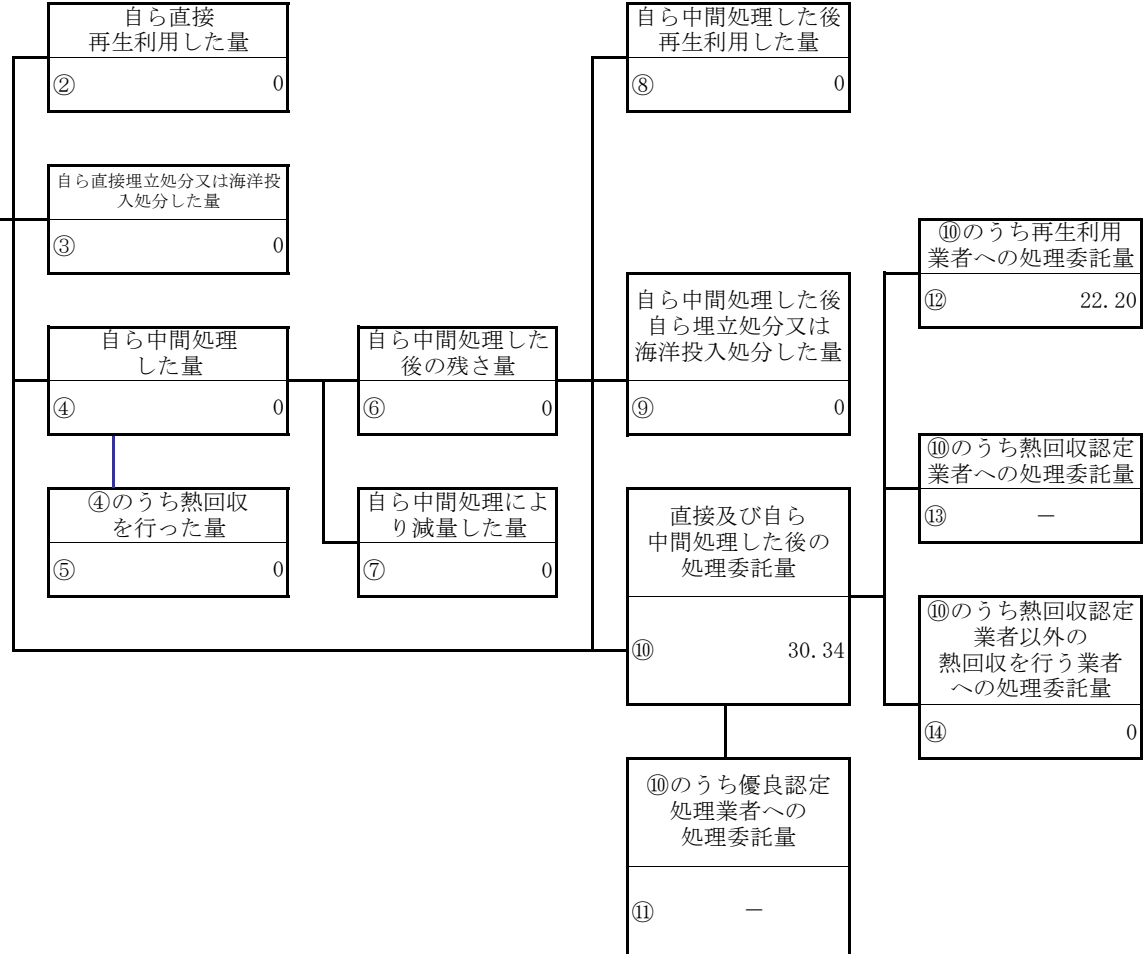 自ら直接
再生利用した量
② 0
自ら直接埋立処分又は海洋投
入処分した量
③ 0
自ら中間処理
した量
④ 0
④のうち熱回収
を行った量
⑤ 0
自ら中間処理した
後の残さ量
⑥ 0
自ら中間処理によ
り減量した量
⑦ 0
自ら中間処理した後
再生利用した量
⑧ 0
自ら中間処理した後
自ら埋立処分又は
海洋投入処分した量
⑨ 0
直接及び自ら
中間処理した後の
処理委託量
⑩ 30.34
⑩のうち優良認定
処理業者への
処理委託量
⑪ －
⑩のうち再生利用
業者への処理委託量
⑫ 22.20
⑩のうち熱回収認定
業者への処理委託量
⑬ －
⑩のうち熱回収認定
業者以外の
熱回収を行う業者
への処理委託量
⑭ 0